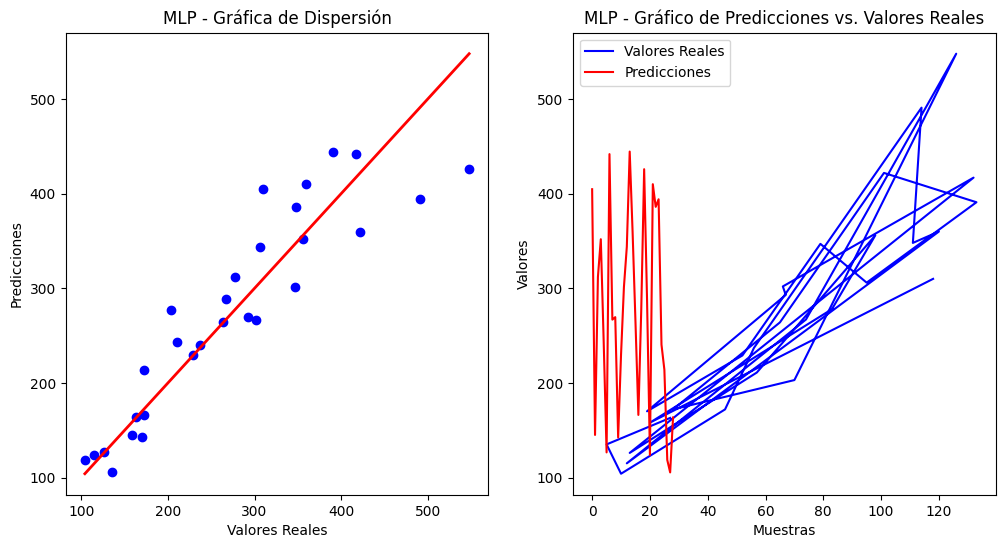 MLP - Gráfica de Dispersión
500
400
300
200
100
100
200
300
400
500
Predicciones
Valores Reales
MLP - Gráfico de Predicciones vs. Valores Reales
Valores Reales
Predicciones
500
400
300
200
100
0
20
40
60
80
100
120
Valores
Muestras